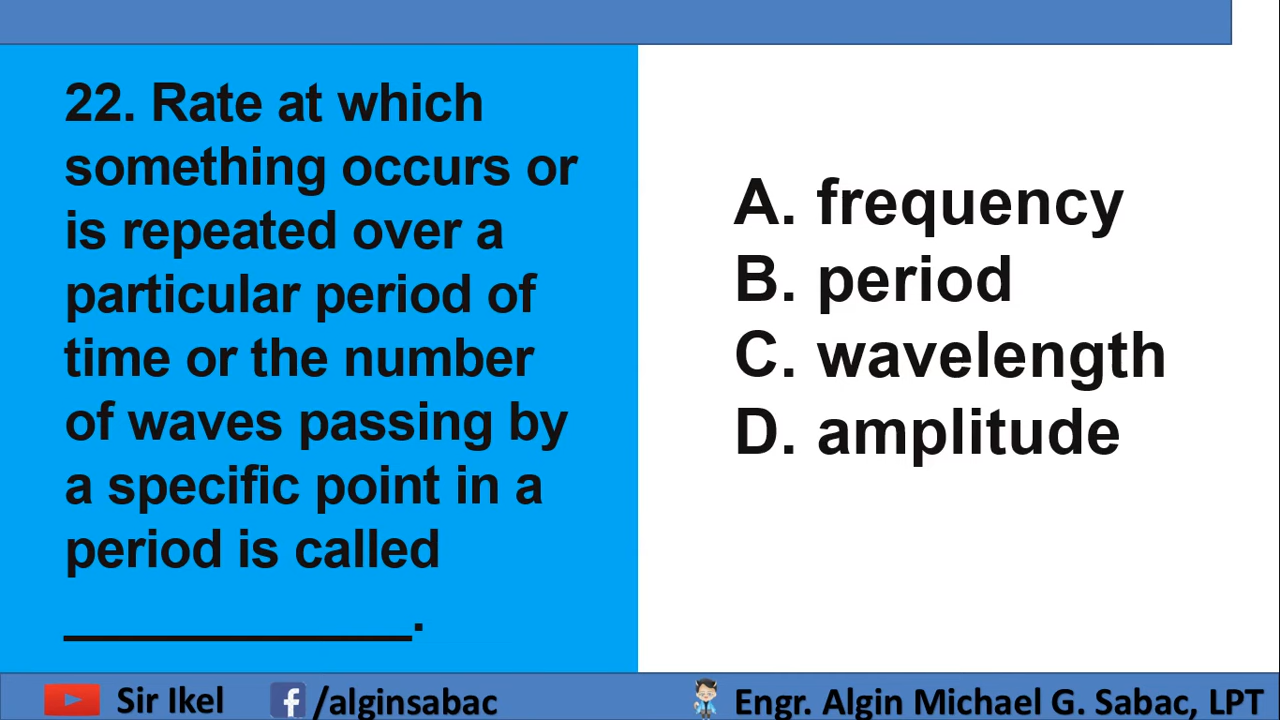 22. Rate at which
something occurs or
is repeated over a
particular period of
time or the number
of waves passing by
a specific point in a
period is called
_____________.
A. frequency
B. period
C. wavelength
D. amplitude
Sir Ikel
f /alginsabac
Engr. Algin Michael G. Sabac, LPT